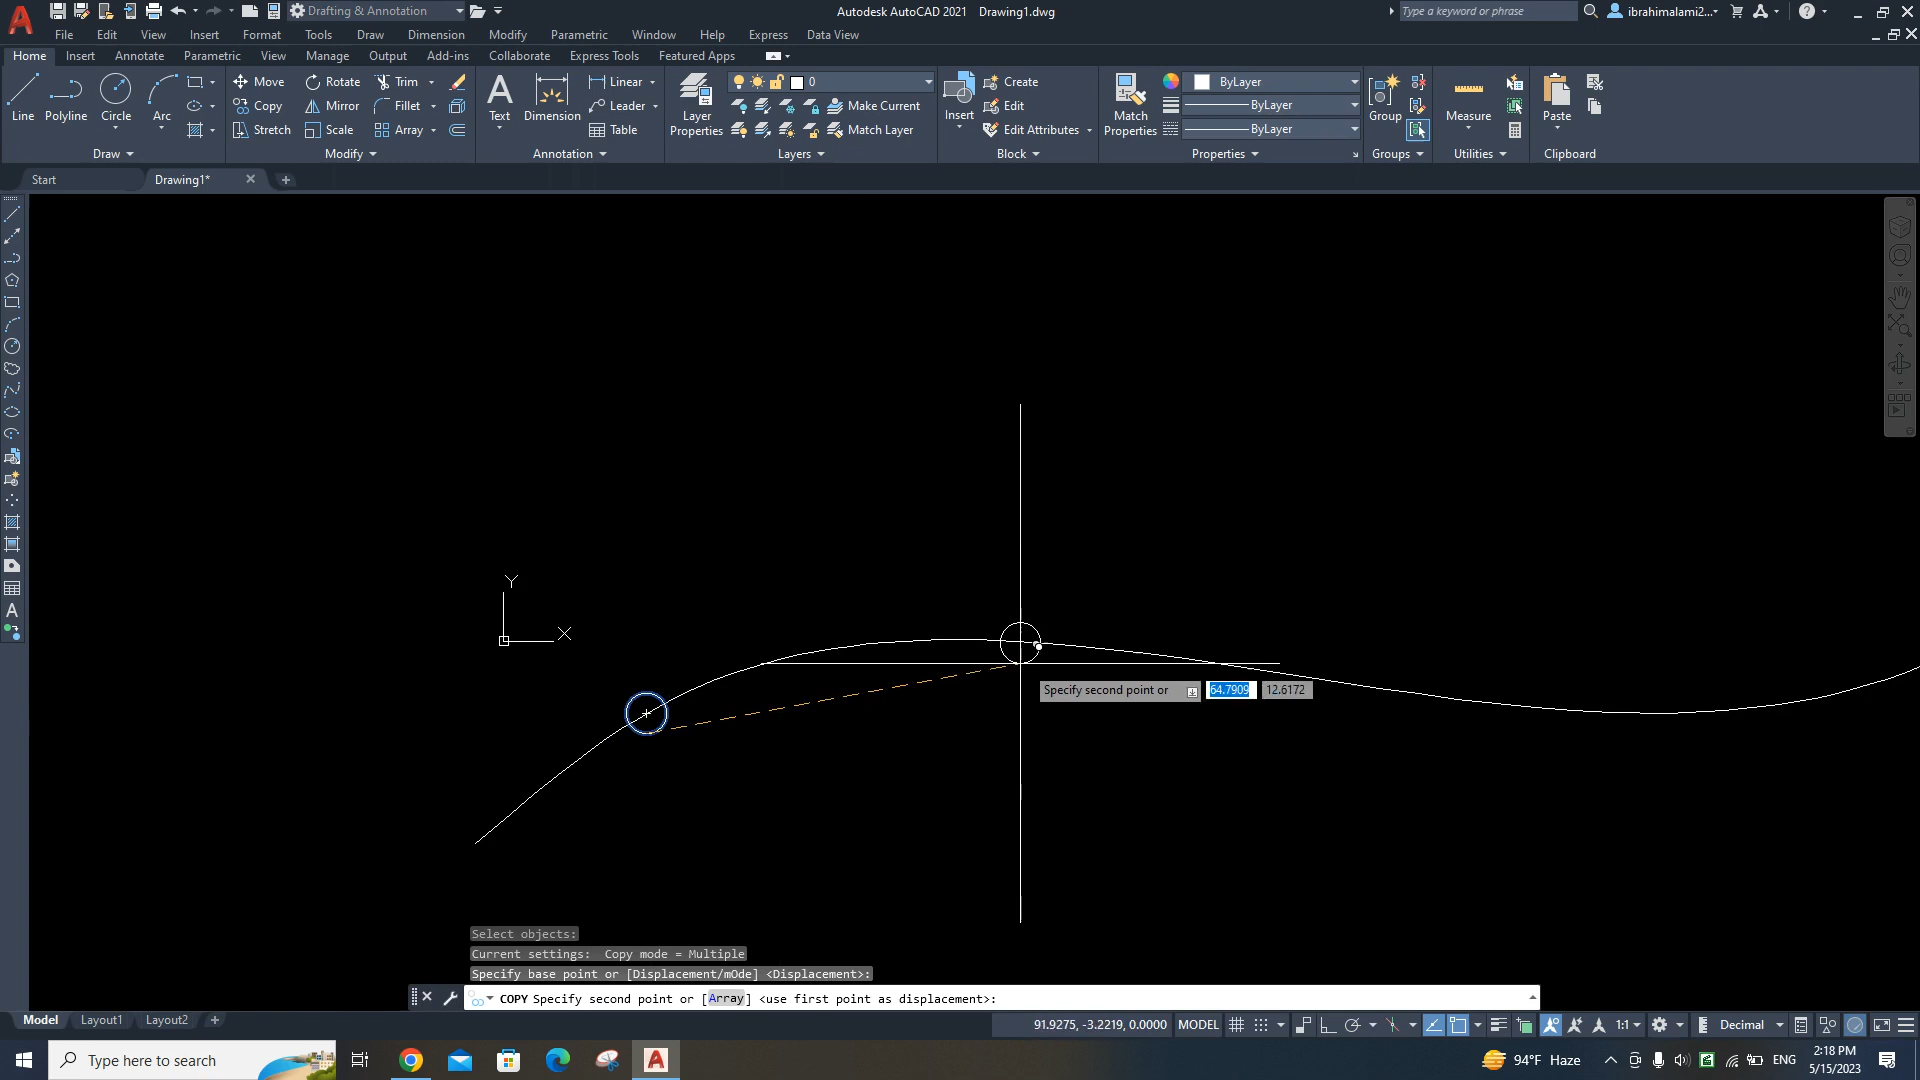 Drafting & Annotation
Autodesk AutoCAD 2021 Drawing1.dwg
Type a keyword or phrase
ibrahimalami2...
File Edit View Insert Format Tools Draw Dimension Modify Parametric Window Help Express Data View
Home Insert Annotate Parametric View Manage Output Add-ins Collaborate Express Tools Featured Apps
Line Polyline Circle Arc
Move Rotate Trim
Copy Mirror Fillet
Stretch Scale Array
Text Dimension
Linear
Leader
Table
Layer Properties
0
Make Current
Match Layer
Insert
Create
Edit
Edit Attributes
Match Properties
ByLayer
ByLayer
ByLayer
Group
Measure
Paste
Draw Modify Annotation Layers Block Properties Groups Utilities Clipboard
Start Drawing1*
Y
X
Specify second point or 64.7909 12.6172
Select objects:
Current settings: Copy mode = Multiple
Specify base point or [Displacement/mOde] <Displacement>:
COPY Specify second point or [Array] <use first point as displacement>:
Model Layout1 Layout2
91.9275, -3.2219, 0.0000 MODEL 1:1 Decimal
Type here to search
94°F Haze
ENG
2:18 PM
5/15/2023